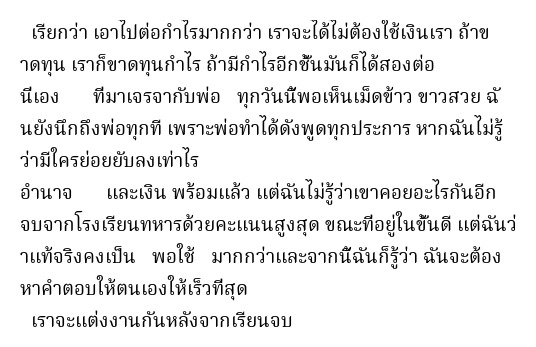 เรียกว่า เอาไปต่อกำไรมากกว่า เราจะได้ไม่ต้องใช้เงินเรา ถ้าข
าดทุน เราก็ขาดทุนกำไร ถ้ามีกำไรอีกชั้นมันก็ได้สองต่อ
นี่เอง ที่มาเจรจากับพ่อ ทุกวันนี้พอเห็นเม็ดข้าว ขาวสวย ฉั
นยังนึกถึงพ่อทุกที เพราะพ่อทำได้ดังพูดทุกประการ หากฉันไม่รู้
ว่ามีใครย่อยยับลงเท่าไร
อำนาจ และเงิน พร้อมแล้ว แต่ฉันไม่รู้ว่าเขาคอยอะไรกันอีก
จบจากโรงเรียนทหารด้วยคะแนนสูงสุด ขณะที่อยู่ในขั้นดี แต่ฉันว่
าแท้จริงคงเป็น พอใช้ มากกว่าและจากนี้ฉันก็รู้ว่า ฉันจะต้อง
หาคำตอบให้ตนเองให้เร็วที่สุด
เราจะแต่งงานกันหลังจากเรียนจบ